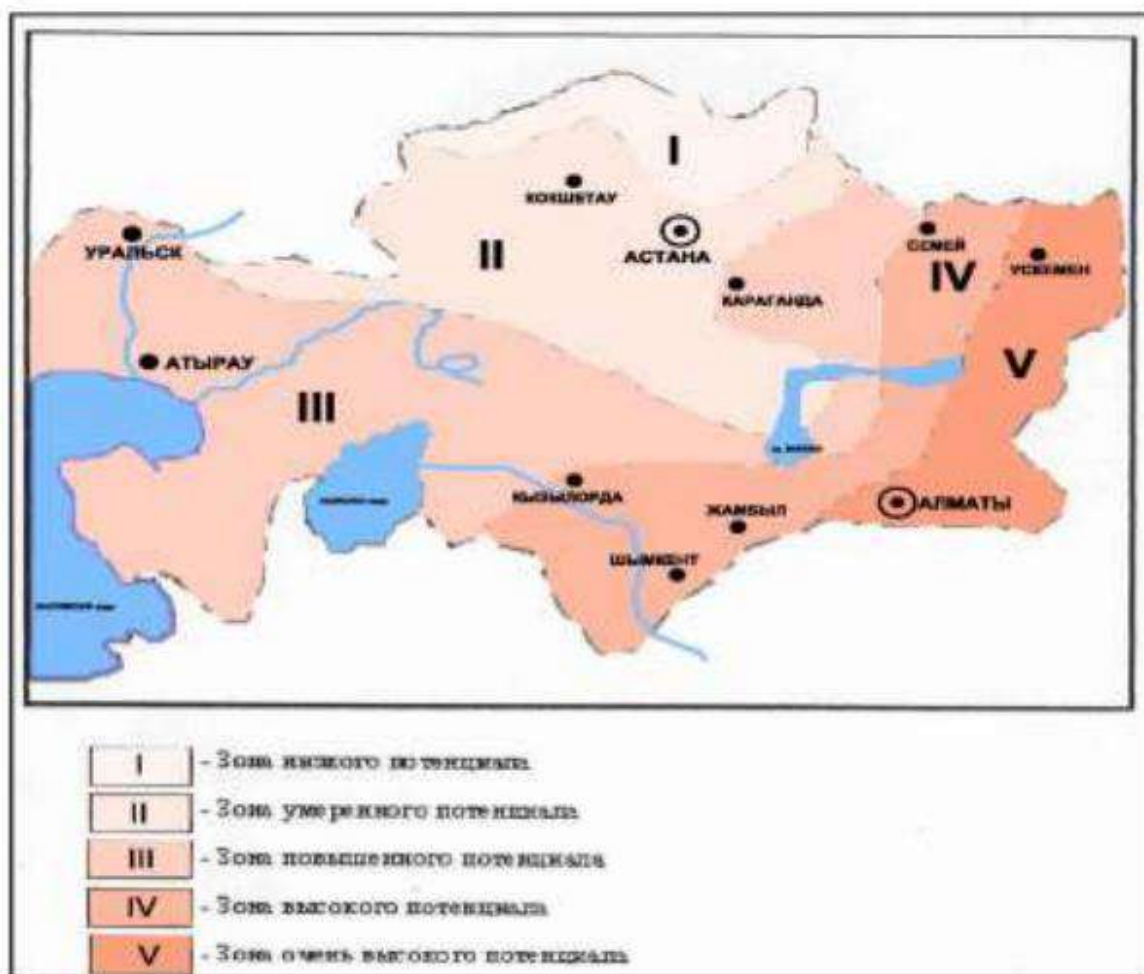 I
КОКШЕТАУ
УРАЛЬСК
II
АСТАНА
СЕМЕЙ
IV
УСКЕМЕН
КАРАГАНДА
АТЫРАУ
V
III
КЫЗЫЛОРДА
ЖАМБЫЛ
АЛМАТЫ
ШЫМКЕНТ
I - Зона низкого потенциала
II - Зона умеренного потенциала
III - Зона повышенного потенциала
IV - Зона высокого потенциала
V - Зона очень высокого потенциала